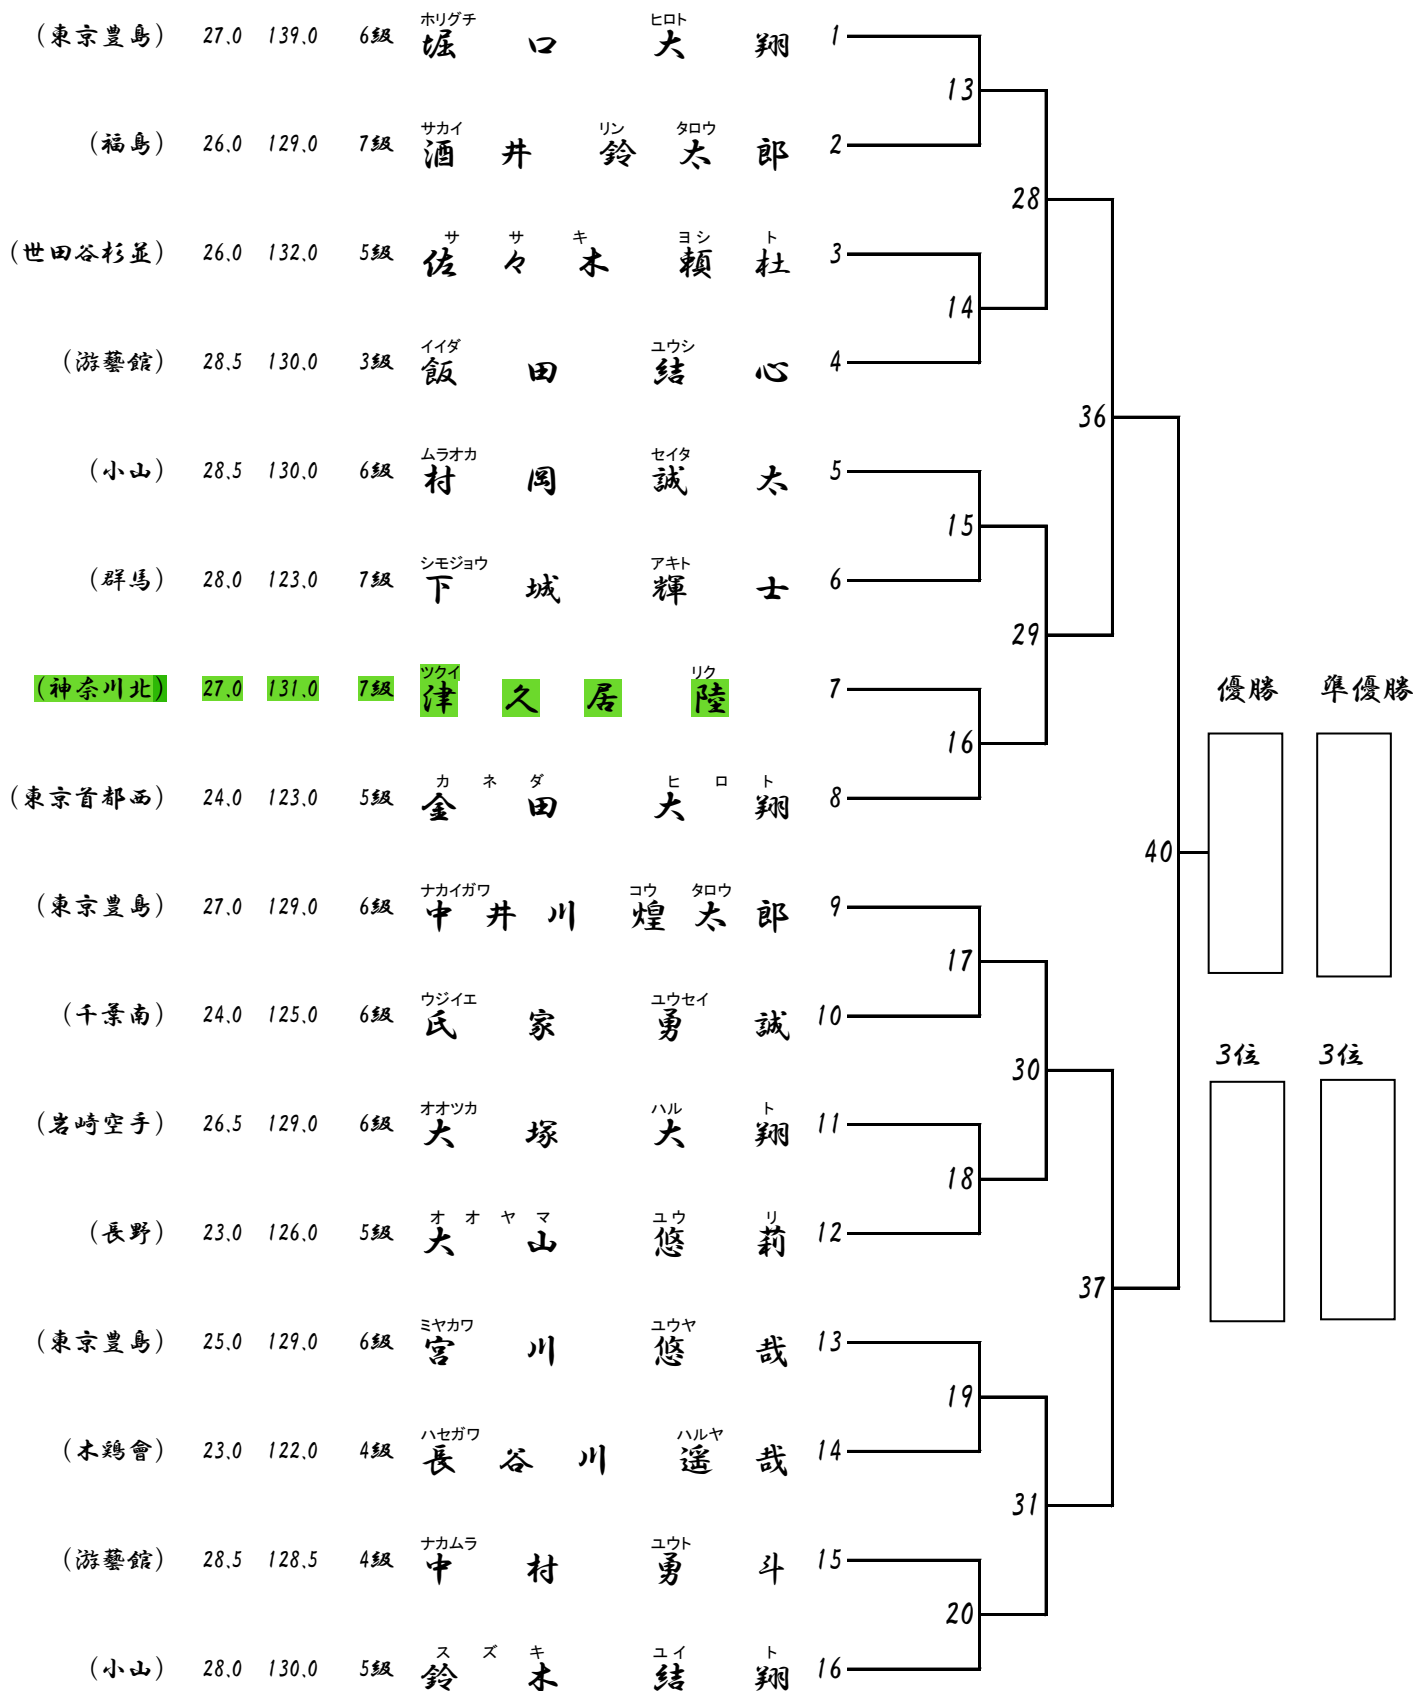 (東京豊島) 27.0 139.0 6級 堀口 大翔 ホリグチ ヒロト 1
13
(福島) 26.0 129.0 7級 酒井 鈴太郎 サカイ リン タロウ 2
28
(世田谷杉並) 26.0 132.0 5級 佐々木 頼杜 サ サ キ ヨシ ト 3
14
(游藝館) 28.5 130.0 3級 飯田 結心 イイダ ユウシ 4
36
(小山) 28.5 130.0 6級 村岡 誠太 ムラオカ セイタ 5
15
(群馬) 28.0 123.0 7級 下城 輝士 シモジョウ アキト 6
29
(神奈川北) 27.0 131.0 7級 津久居 陸 ツクイ リク 7
優勝 準優勝
16
(東京首都西) 24.0 123.0 5級 金田 大翔 カ ネ ダ ヒ ロ ト 8
40
(東京豊島) 27.0 129.0 6級 中井川 煌太郎 ナカイガワ コウ タロウ 9
17
(千葉南) 24.0 125.0 6級 氏家 勇誠 ウジイエ ユウセイ 10
3位 3位
30
(岩崎空手) 26.5 129.0 6級 大塚 大翔 オオツカ ハル ト 11
18
(長野) 23.0 126.0 5級 大山 悠莉 オ オ ヤ マ ユウ リ 12
37
(東京豊島) 25.0 129.0 6級 宮川 悠哉 ミヤカワ ユウヤ 13
19
(木鶏會) 23.0 122.0 4級 長谷川 遥哉 ハセガワ ハルヤ 14
31
(游藝館) 28.5 128.5 4級 中村 勇斗 ナカムラ ユウト 15
20
(小山) 28.0 130.0 5級 鈴木 結翔 ス ズ キ ユイ ト 16